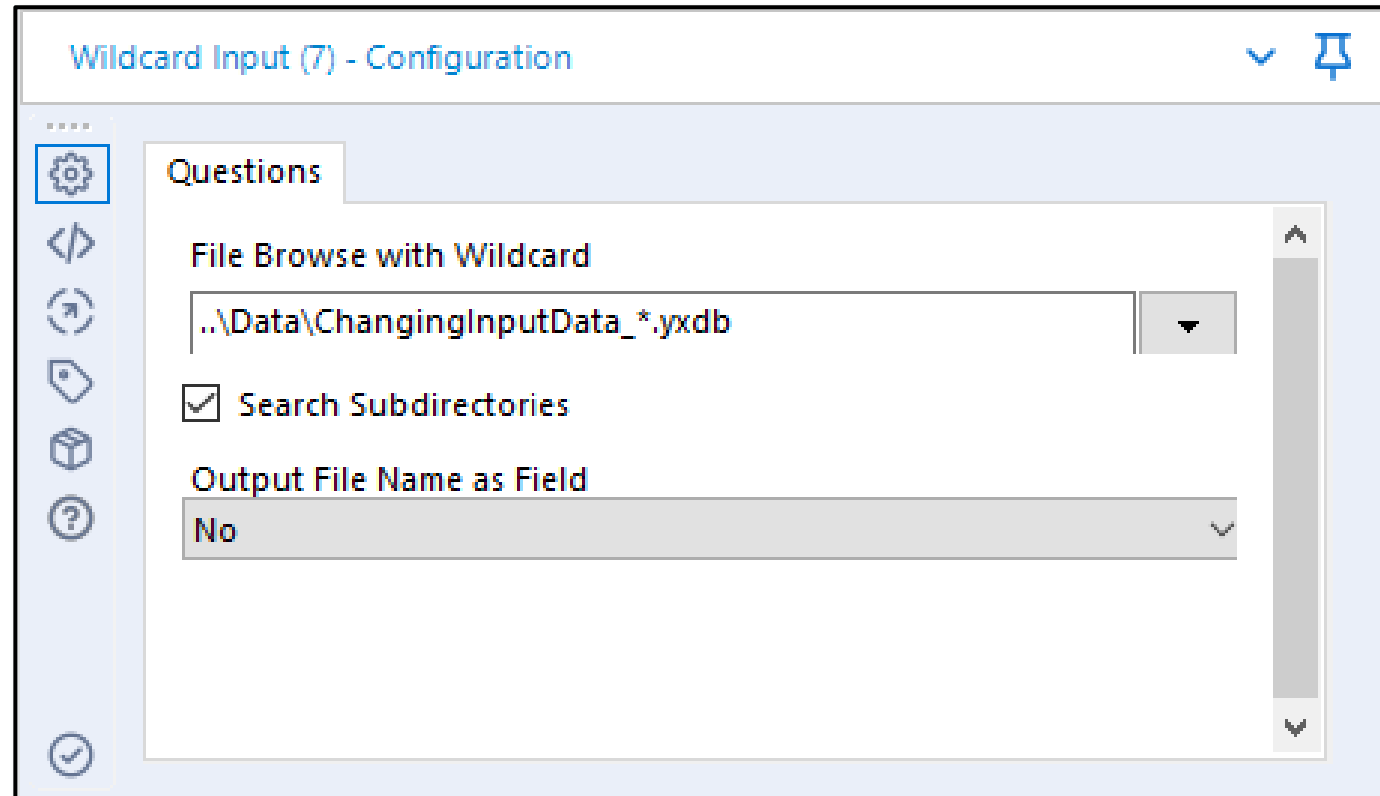 Wildcard Input (7) - Configuration
Questions
File Browse with Wildcard
..\Data\ChangingInputData_*.yxdb
Search Subdirectories
Output File Name as Field
No